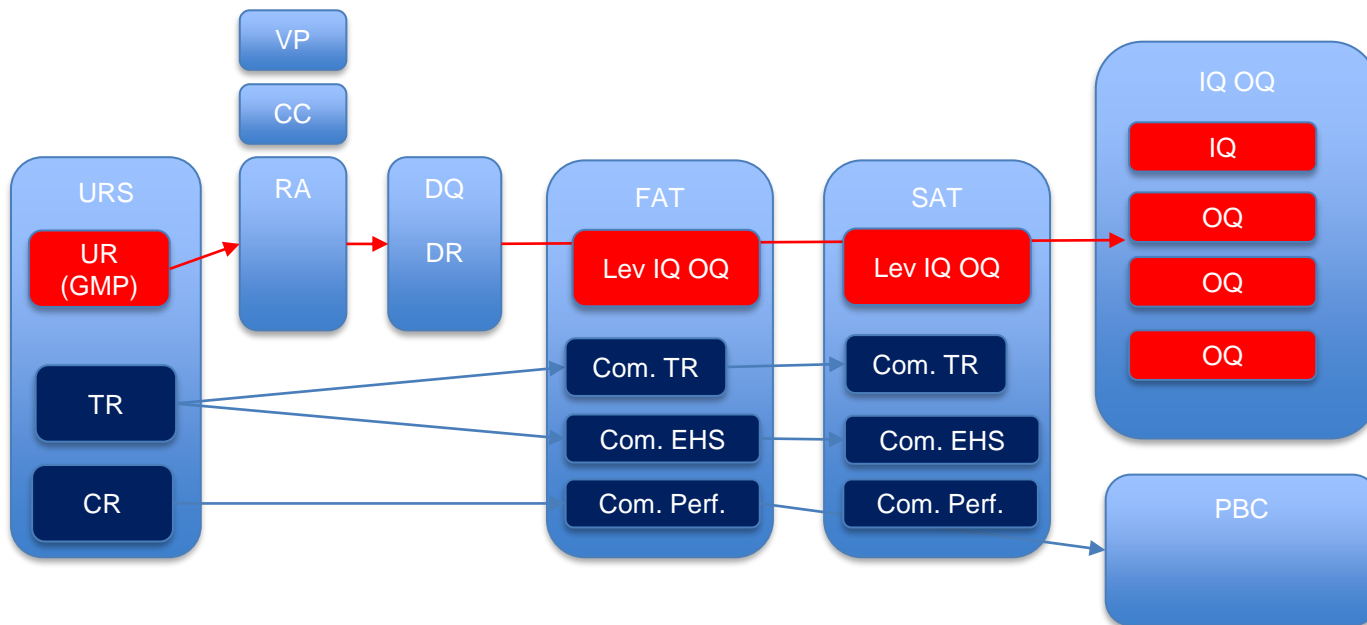 VP
CC
URS
UR
(GMP)
TR
CR
RA
DQ
DR
FAT
Lev IQ OQ
Com. TR
Com. EHS
Com. Perf.
SAT
Lev IQ OQ
Com. TR
Com. EHS
Com. Perf.
IQ OQ
IQ
OQ
OQ
OQ
PBC